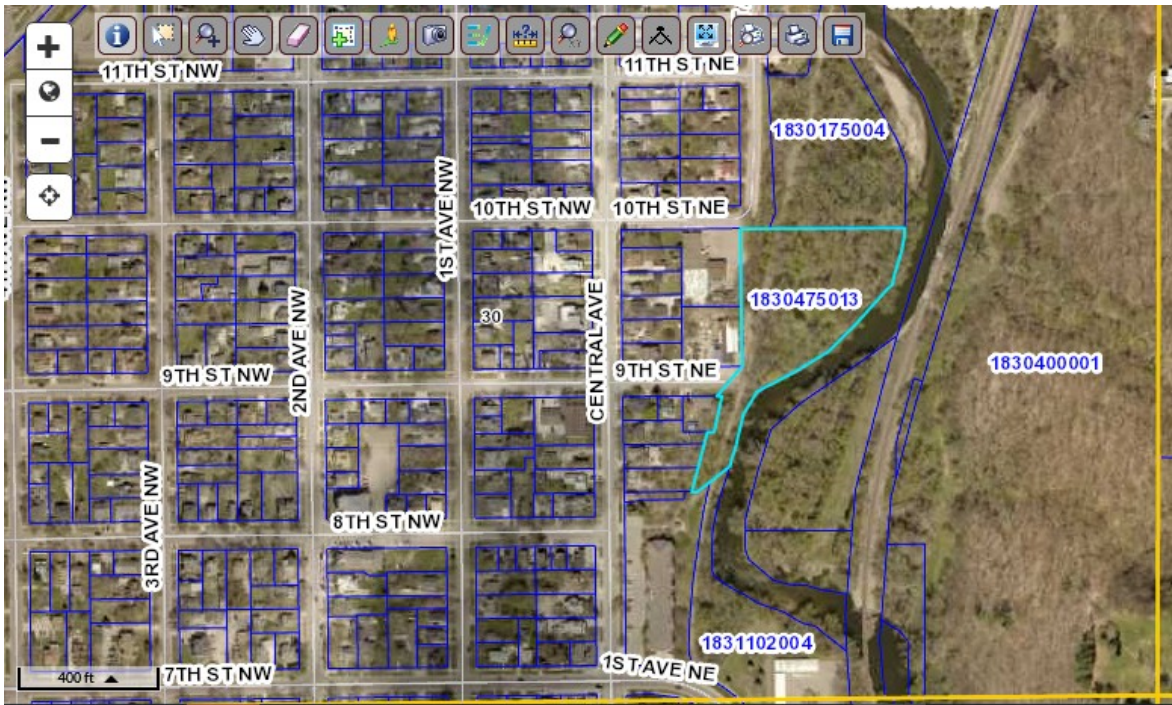 11TH ST NW
11TH ST NE
1830175004
1ST AVE NW
10TH ST NW
10TH ST NE
1830475013
30
2ND AVE NW
CENTRAL AVE
1830400001
9TH ST NW
9TH ST NE
3RD AVE NW
8TH ST NW
1831102004
1ST AVE NE
7TH ST NW
400 ft